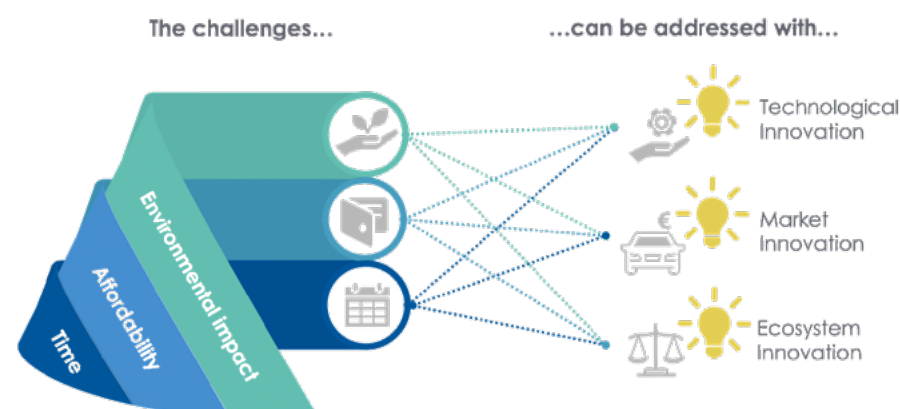 The challenges...
...can be addressed with...
Environmental impact
Affordability
Time
€
Technological
Innovation
Market
Innovation
Ecosystem
Innovation